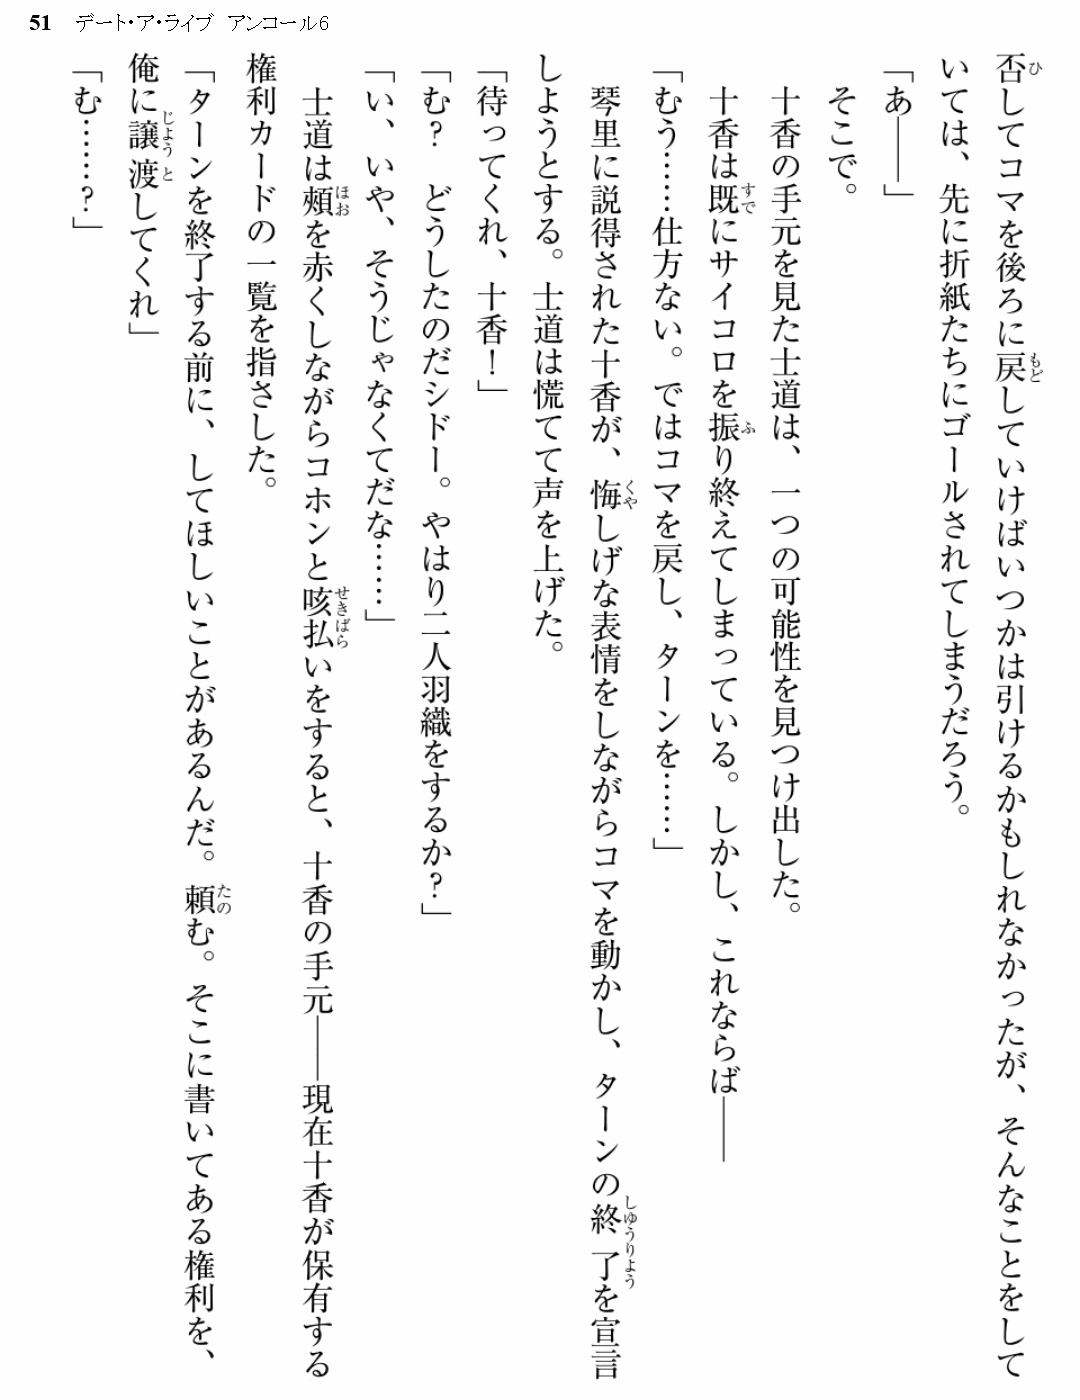 51 デート・ア・ライブ アンコール6
否してコマを後ろに戻していけばいつかは引けるかもしれなかったが、そんなことをして
いては、先に折紙たちにゴールされてしまうだろう。
「あ――」
そこで。
十香の手元を見た士道は、一つの可能性を見つけ出した。
十香は既にサイコロを振り終えてしまっている。しかし、これならば――
「むう……仕方ない。ではコマを戻し、ターンを……」
琴里に説得された十香が、悔しげな表情をしながらコマを動かし、ターンの終了を宣言
しようとする。士道は慌てて声を上げた。
「待ってくれ、十香！」
「む？　どうしたのだシドー。やはり二人羽織をするか？」
「い、いや、そうじゃなくてだな……」
士道は頰を赤くしながらコホンと咳払いをすると、十香の手元――現在十香が保有する
権利カードの一覧を指さした。
「ターンを終了する前に、してほしいことがあるんだ。頼む。そこに書いてある権利を、
俺に譲渡してくれ」
「む……？」